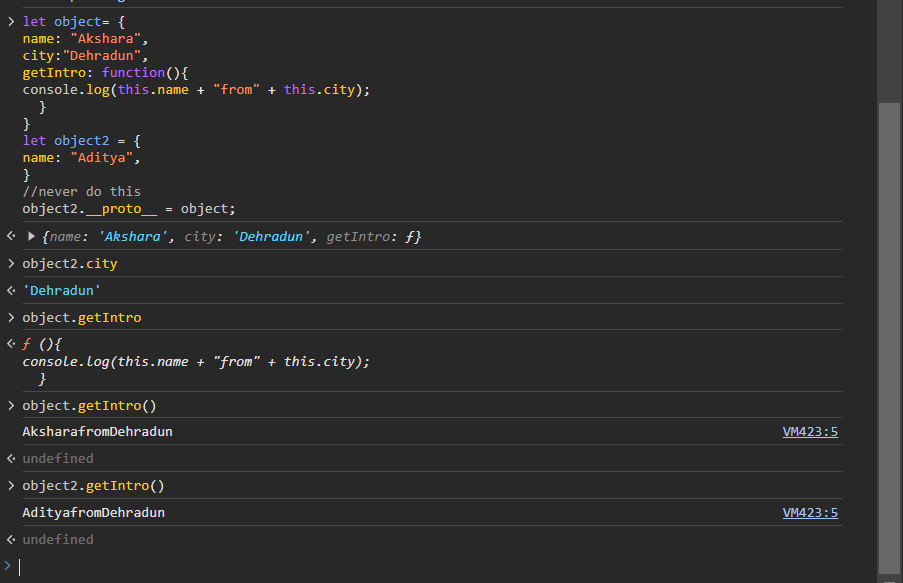 let object= {
name: "Akshara",
city:"Dehradun",
getIntro: function(){
console.log(this.name + "from" + this.city);
  }
}
let object2 = {
name: "Aditya",
}
//never do this
object2.__proto__ = object;
{name: 'Akshara', city: 'Dehradun', getIntro: ƒ}
object2.city
'Dehradun'
object.getIntro
ƒ (){
console.log(this.name + "from" + this.city);
  }
object.getIntro()
AksharafromDehradun VM423:5
undefined
object2.getIntro()
AdityafromDehradun VM423:5
undefined